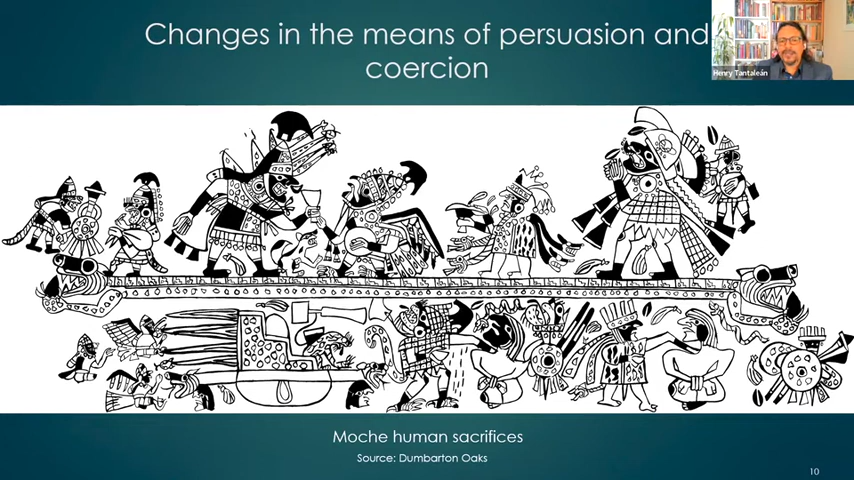 Changes in the means of persuasion and
coercion
Henry Tantaleán
Moche human sacrifices
Source: Dumbarton Oaks
10